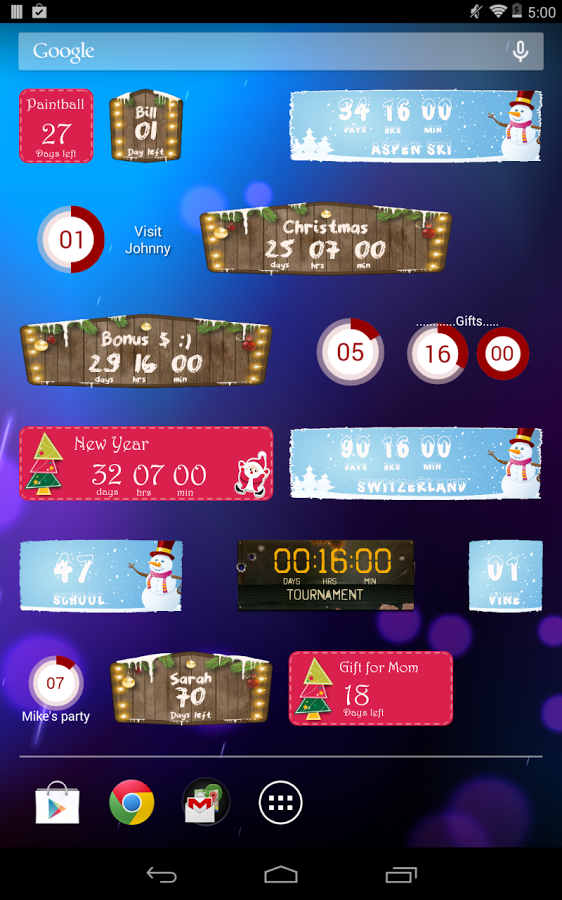 5:00
Google
Paintball
27
Days left
Bill
01
Day left
34 16 00
DAYS HRS MIN
ASPEN SKI
01
Visit
Johnny
Christmas
25 07 00
days hrs min
Bonus $ :)
29 16 00
days hrs min
05
............Gifts.....
16 00
New Year
32 07 00
days hrs min
90 16 00
DAYS HRS MIN
SWITZERLAND
47
SCHOOL
00:16:00
DAYS HRS MIN
TOURNAMENT
01
VINE
07
Mike's party
Sarah
70
Days left
Gift for Mom
18
Days left